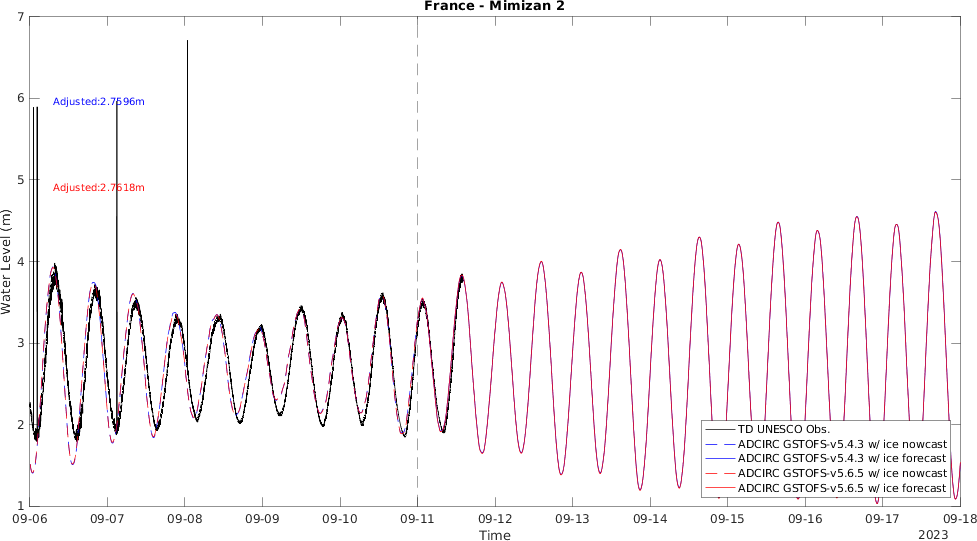 France - Mimizan 2
7
6
5
4
3
2
1
Water Level (m)
Adjusted:2.7596m
Adjusted:2.7618m
TD UNESCO Obs.
ADCIRC GSTOFS-v5.4.3 w/ ice nowcast
ADCIRC GSTOFS-v5.4.3 w/ ice forecast
ADCIRC GSTOFS-v5.6.5 w/ ice nowcast
ADCIRC GSTOFS-v5.6.5 w/ ice forecast
09-06 09-07 09-08 09-09 09-10 09-11 09-12 09-13 09-14 09-15 09-16 09-17 09-18
Time
2023